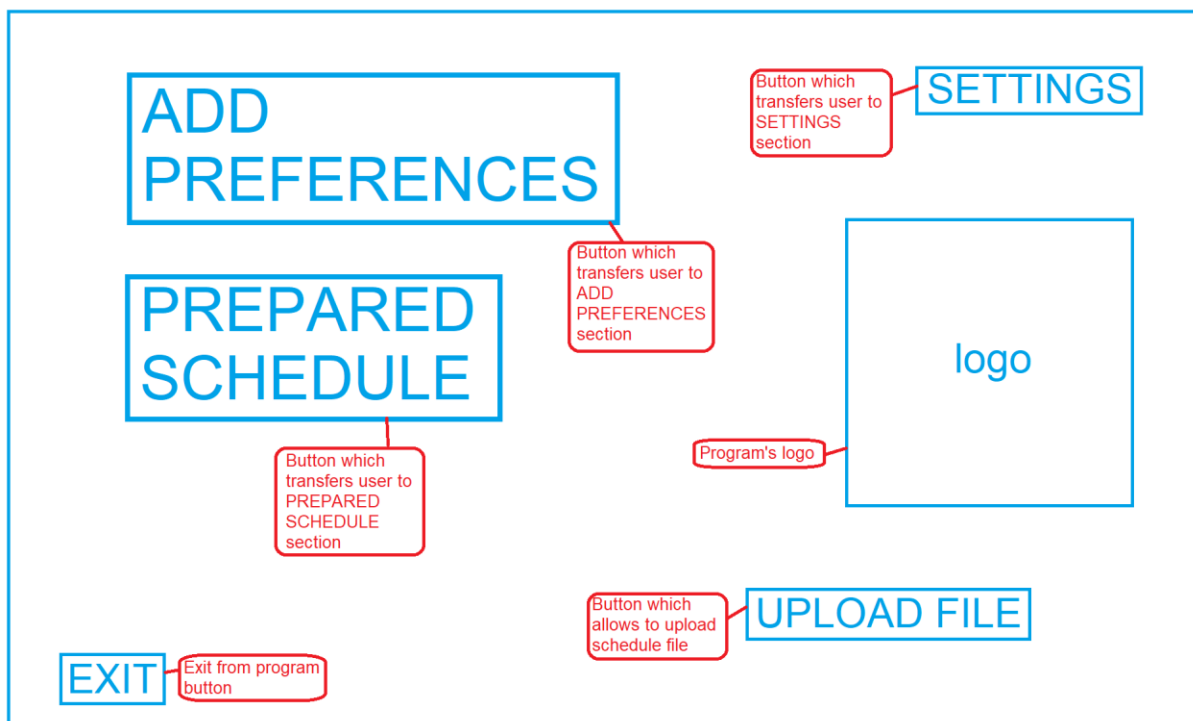 ADD
PREFERENCES
Button which
transfers user to
ADD
PREFERENCES
section
Button which
transfers user to
SETTINGS
section
SETTINGS
PREPARED
SCHEDULE
Button which
transfers user to
PREPARED
SCHEDULE
section
logo
Program's logo
Button which
allows to upload
schedule file
UPLOAD FILE
EXIT
Exit from program
button